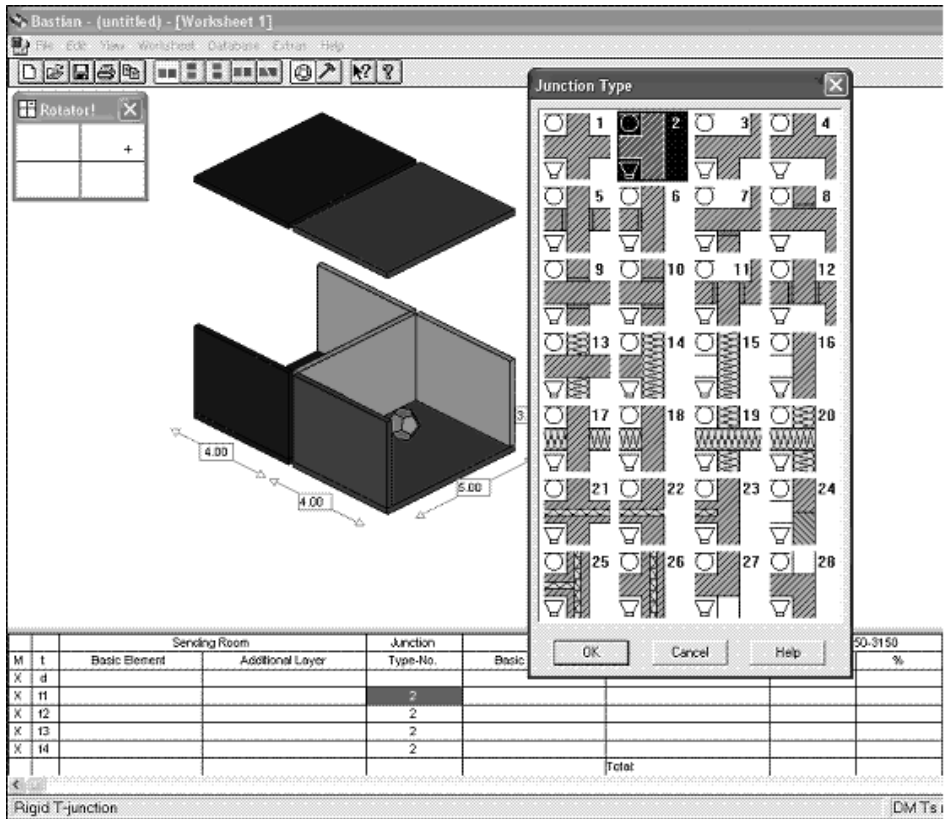 Bastian - (untitled) - [Worksheet 1]
File Edit View Worksheet Database Extras Help
Rotator!
Junction Type
1 2 3 4
5 6 7 8
9 10 11 12
13 14 15 16
17 18 19 20
21 22 23 24
25 26 27 28
OK Cancel Help
3.
4.00
4.00
5.00
Sending Room Junction 50-3150
M t Basic Element Additional Layer Type-No. Basic %
X d
X f1 2
X f2 2
X f3 2
X f4 2
Total:
Rigid T-junction DM Ts